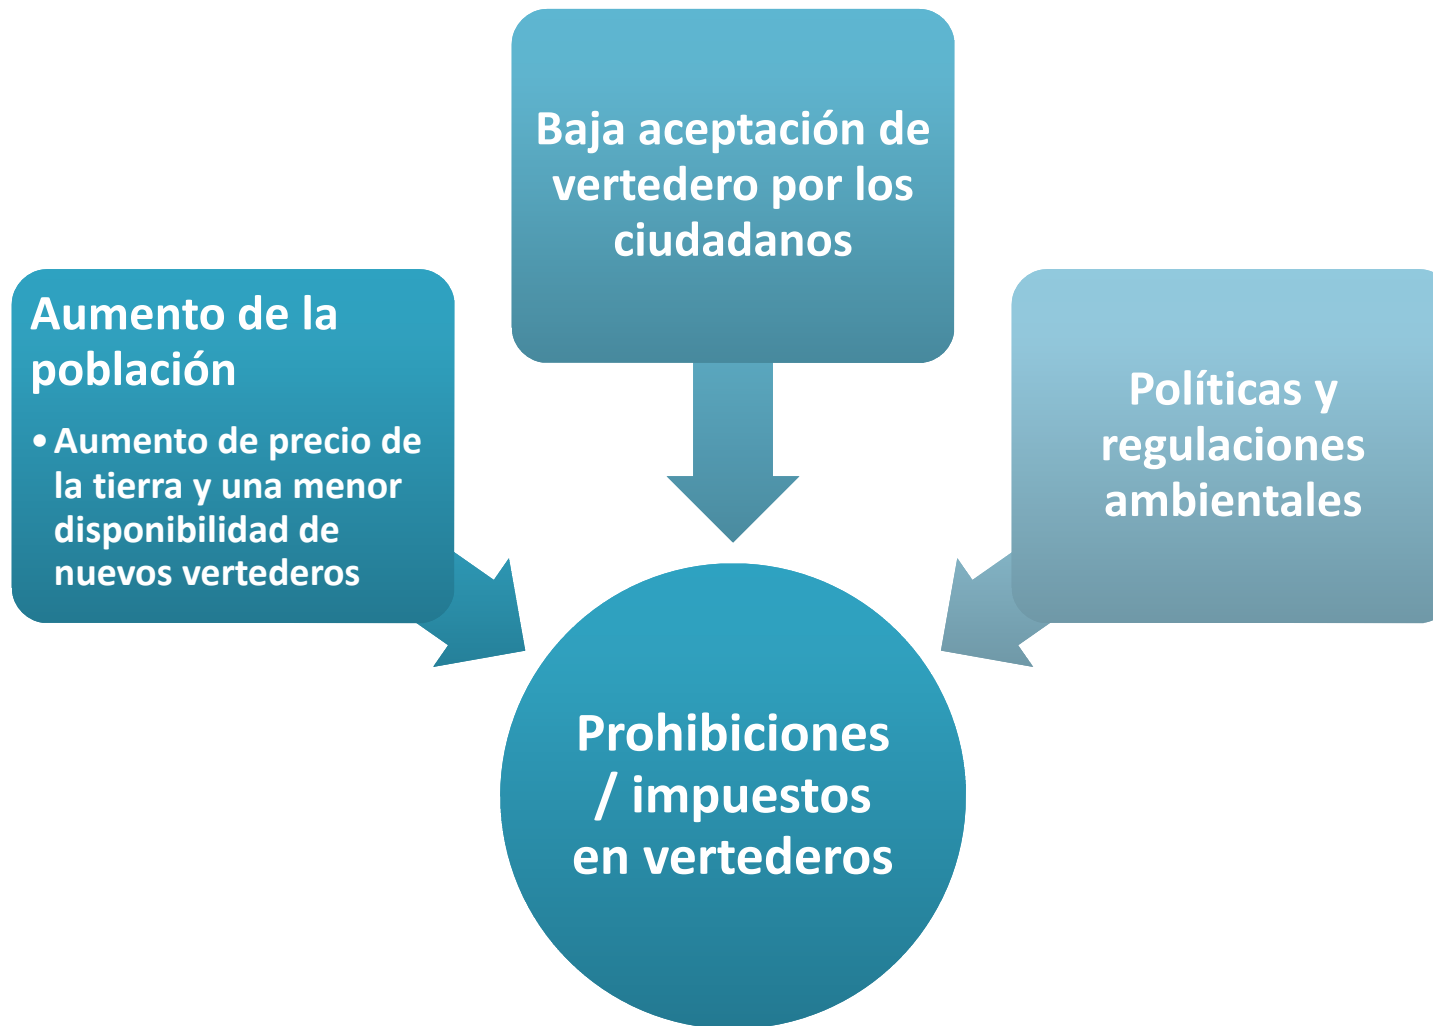 Baja aceptación de
vertedero por los
ciudadanos
Aumento de la
población
• Aumento de precio de
la tierra y una menor
disponibilidad de
nuevos vertederos
Políticas y
regulaciones
ambientales
Prohibiciones
/ impuestos
en vertederos